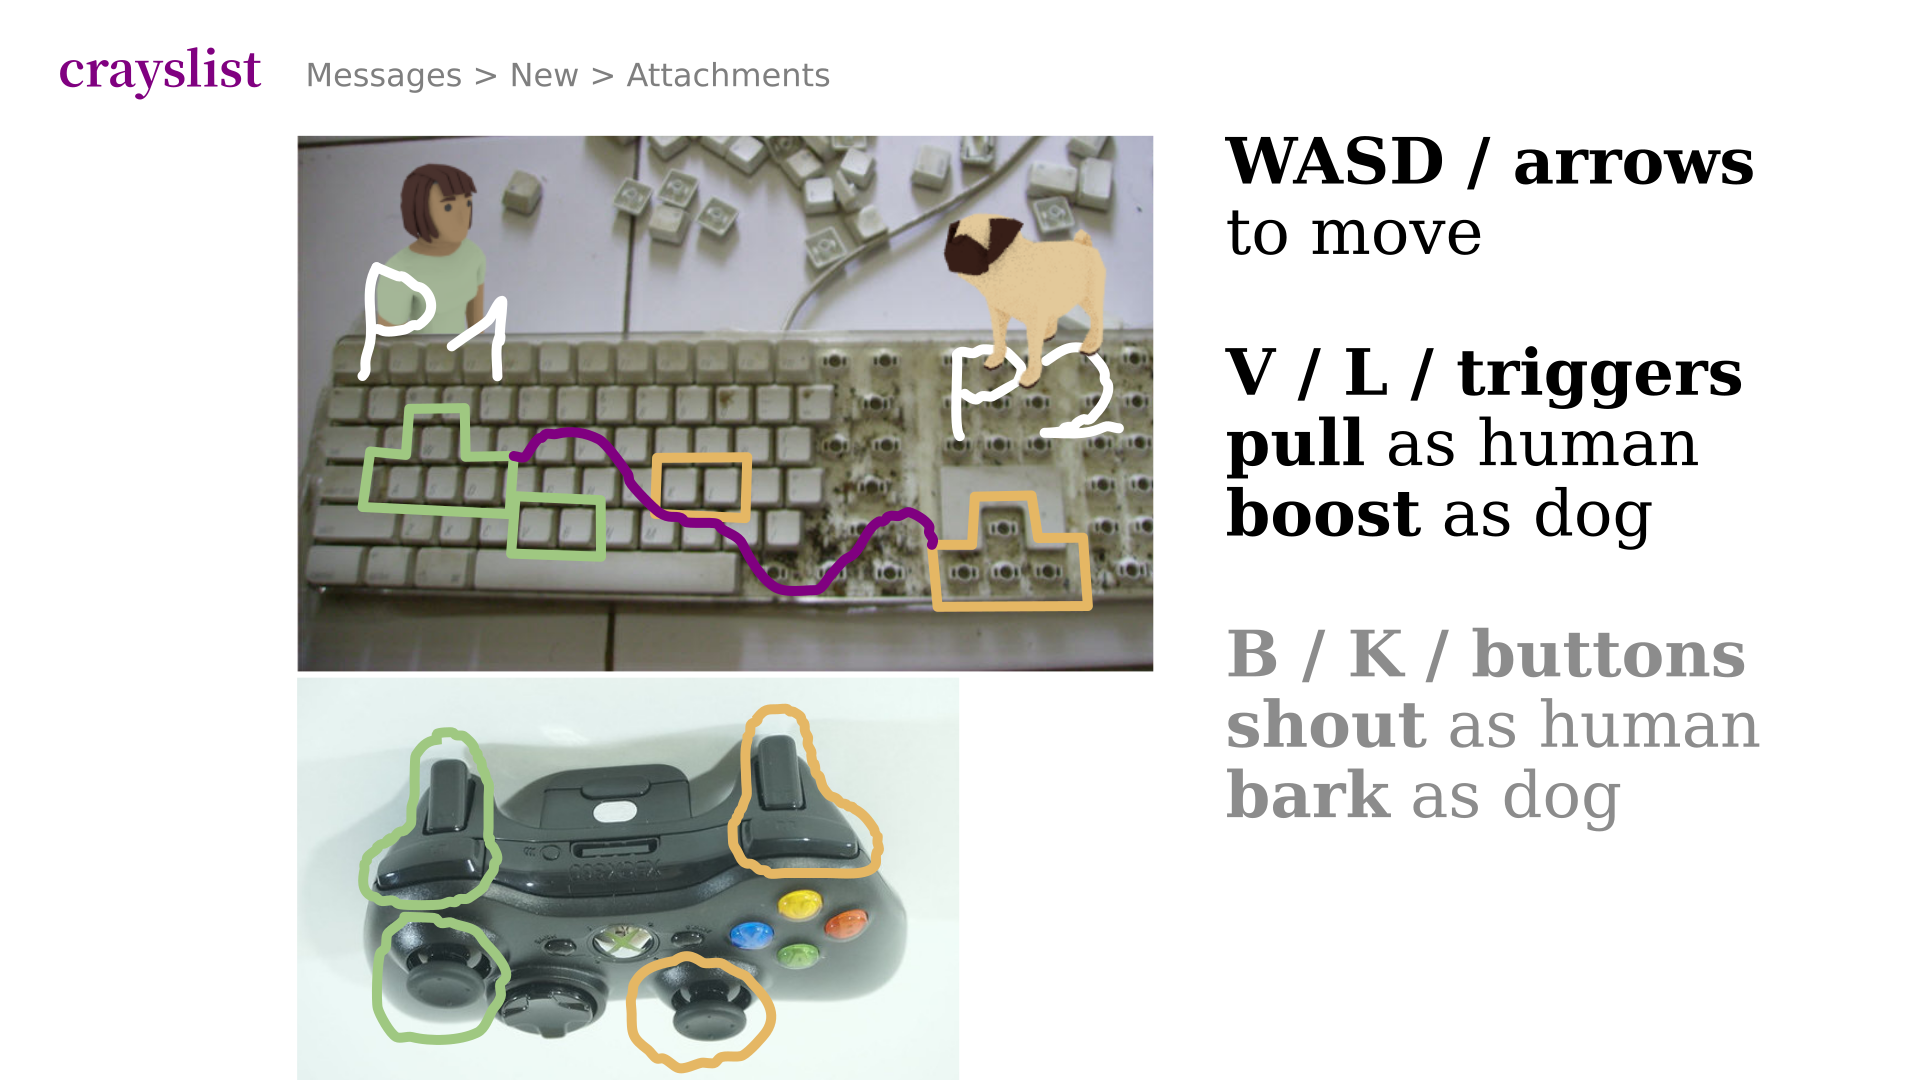 crayslist
Messages > New > Attachments
P1
P2
WASD / arrows
to move
V / L / triggers
pull as human
boost as dog
B / K / buttons
shout as human
bark as dog